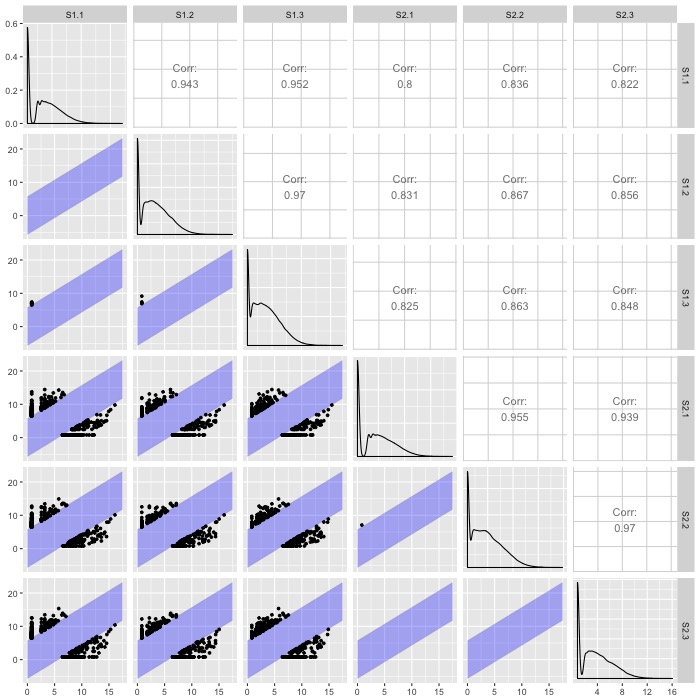 S1.1 S1.2 S1.3 S2.1 S2.2 S2.3
0.6
0.4
0.2
0.0
Corr:
0.943
Corr:
0.952
Corr:
0.8
Corr:
0.836
Corr:
0.822
S1.1
20
10
0
Corr:
0.97
Corr:
0.831
Corr:
0.867
Corr:
0.856
S1.2
20
10
0
Corr:
0.825
Corr:
0.863
Corr:
0.848
S1.3
20
10
0
Corr:
0.955
Corr:
0.939
S2.1
20
10
0
Corr:
0.97
S2.2
20
10
0
S2.3
0 5 10 15 0 5 10 15 0 5 10 15 0 5 10 15 0 5 10 15 4 8 12 16